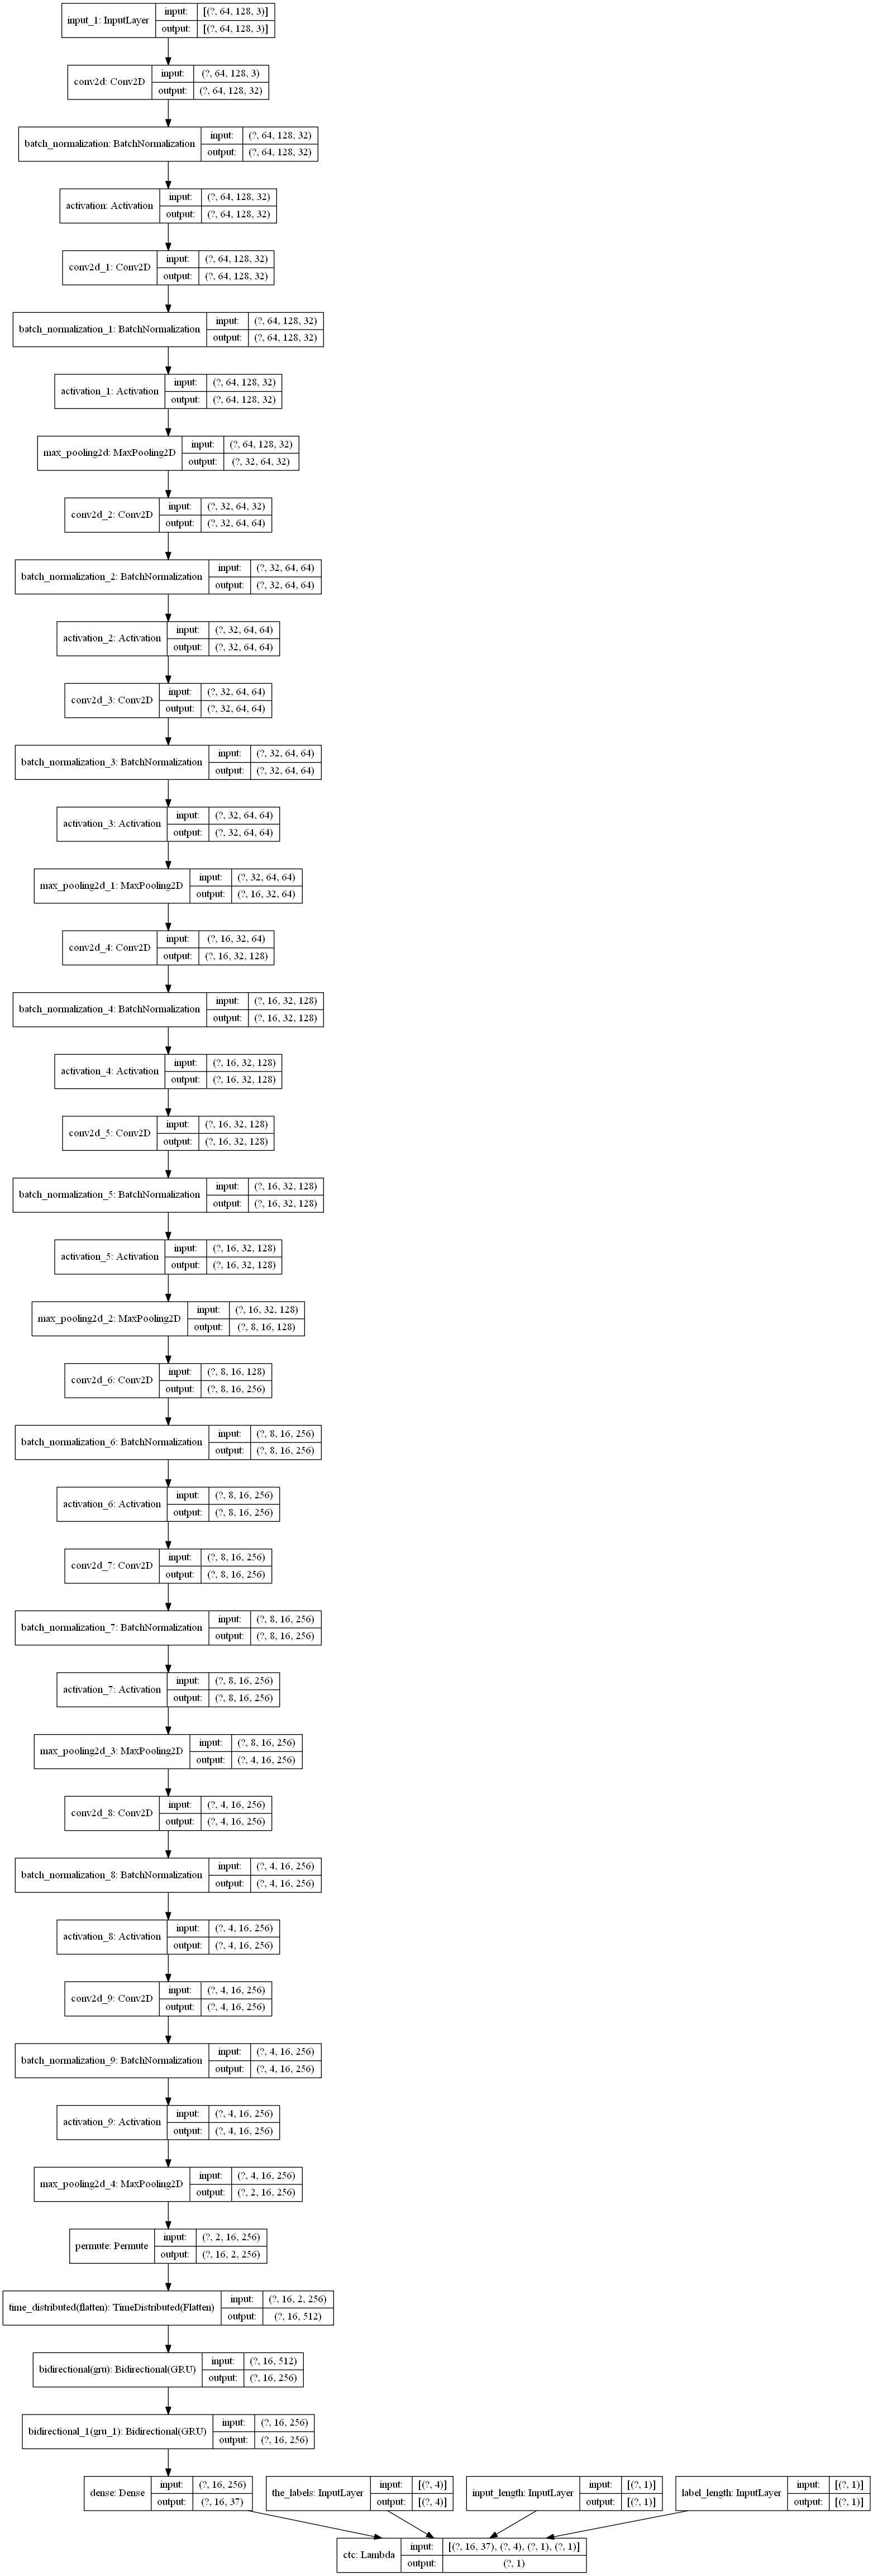 input_1: InputLayer input: [(?, 64, 128, 3)]
output: [(?, 64, 128, 3)]
conv2d: Conv2D input: (?, 64, 128, 3)
output: (?, 64, 128, 32)
batch_normalization: BatchNormalization input: (?, 64, 128, 32)
output: (?, 64, 128, 32)
activation: Activation input: (?, 64, 128, 32)
output: (?, 64, 128, 32)
conv2d_1: Conv2D input: (?, 64, 128, 32)
output: (?, 64, 128, 32)
batch_normalization_1: BatchNormalization input: (?, 64, 128, 32)
output: (?, 64, 128, 32)
activation_1: Activation input: (?, 64, 128, 32)
output: (?, 64, 128, 32)
max_pooling2d: MaxPooling2D input: (?, 64, 128, 32)
output: (?, 32, 64, 32)
conv2d_2: Conv2D input: (?, 32, 64, 32)
output: (?, 32, 64, 64)
batch_normalization_2: BatchNormalization input: (?, 32, 64, 64)
output: (?, 32, 64, 64)
activation_2: Activation input: (?, 32, 64, 64)
output: (?, 32, 64, 64)
conv2d_3: Conv2D input: (?, 32, 64, 64)
output: (?, 32, 64, 64)
batch_normalization_3: BatchNormalization input: (?, 32, 64, 64)
output: (?, 32, 64, 64)
activation_3: Activation input: (?, 32, 64, 64)
output: (?, 32, 64, 64)
max_pooling2d_1: MaxPooling2D input: (?, 32, 64, 64)
output: (?, 16, 32, 64)
conv2d_4: Conv2D input: (?, 16, 32, 64)
output: (?, 16, 32, 128)
batch_normalization_4: BatchNormalization input: (?, 16, 32, 128)
output: (?, 16, 32, 128)
activation_4: Activation input: (?, 16, 32, 128)
output: (?, 16, 32, 128)
conv2d_5: Conv2D input: (?, 16, 32, 128)
output: (?, 16, 32, 128)
batch_normalization_5: BatchNormalization input: (?, 16, 32, 128)
output: (?, 16, 32, 128)
activation_5: Activation input: (?, 16, 32, 128)
output: (?, 16, 32, 128)
max_pooling2d_2: MaxPooling2D input: (?, 16, 32, 128)
output: (?, 8, 16, 128)
conv2d_6: Conv2D input: (?, 8, 16, 128)
output: (?, 8, 16, 256)
batch_normalization_6: BatchNormalization input: (?, 8, 16, 256)
output: (?, 8, 16, 256)
activation_6: Activation input: (?, 8, 16, 256)
output: (?, 8, 16, 256)
conv2d_7: Conv2D input: (?, 8, 16, 256)
output: (?, 8, 16, 256)
batch_normalization_7: BatchNormalization input: (?, 8, 16, 256)
output: (?, 8, 16, 256)
activation_7: Activation input: (?, 8, 16, 256)
output: (?, 8, 16, 256)
max_pooling2d_3: MaxPooling2D input: (?, 8, 16, 256)
output: (?, 4, 16, 256)
conv2d_8: Conv2D input: (?, 4, 16, 256)
output: (?, 4, 16, 256)
batch_normalization_8: BatchNormalization input: (?, 4, 16, 256)
output: (?, 4, 16, 256)
activation_8: Activation input: (?, 4, 16, 256)
output: (?, 4, 16, 256)
conv2d_9: Conv2D input: (?, 4, 16, 256)
output: (?, 4, 16, 256)
batch_normalization_9: BatchNormalization input: (?, 4, 16, 256)
output: (?, 4, 16, 256)
activation_9: Activation input: (?, 4, 16, 256)
output: (?, 4, 16, 256)
max_pooling2d_4: MaxPooling2D input: (?, 4, 16, 256)
output: (?, 2, 16, 256)
permute: Permute input: (?, 2, 16, 256)
output: (?, 16, 2, 256)
time_distributed(flatten): TimeDistributed(Flatten) input: (?, 16, 2, 256)
output: (?, 16, 512)
bidirectional(gru): Bidirectional(GRU) input: (?, 16, 512)
output: (?, 16, 256)
bidirectional_1(gru_1): Bidirectional(GRU) input: (?, 16, 256)
output: (?, 16, 256)
dense: Dense input: (?, 16, 256) the_labels: InputLayer input: [(?, 4)] input_length: InputLayer input: [(?, 1)] label_length: InputLayer input: [(?, 1)]
output: (?, 16, 37) output: [(?, 4)] output: [(?, 1)] output: [(?, 1)]
ctc: Lambda input: [(?, 16, 37), (?, 4), (?, 1), (?, 1)]
output: (?, 1)